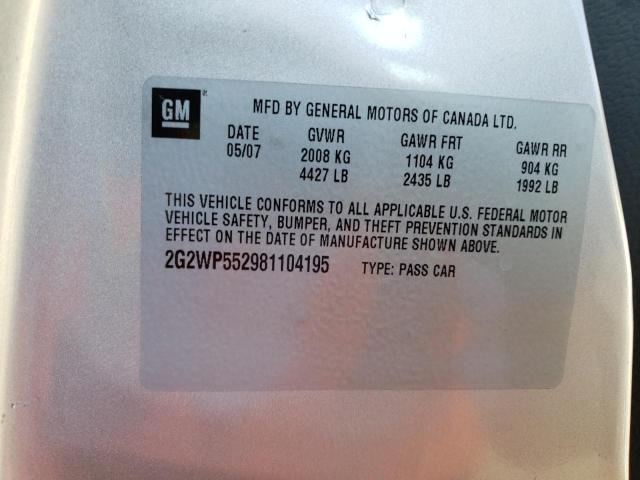 GM
MFD BY GENERAL MOTORS OF CANADA LTD.
DATE GVWR GAWR FRT GAWR RR
05/07 2008 KG 1104 KG 904 KG
4427 LB 2435 LB 1992 LB
THIS VEHICLE CONFORMS TO ALL APPLICABLE U.S. FEDERAL MOTOR
VEHICLE SAFETY, BUMPER, AND THEFT PREVENTION STANDARDS IN
EFFECT ON THE DATE OF MANUFACTURE SHOWN ABOVE.
2G2WP552981104195 TYPE: PASS CAR